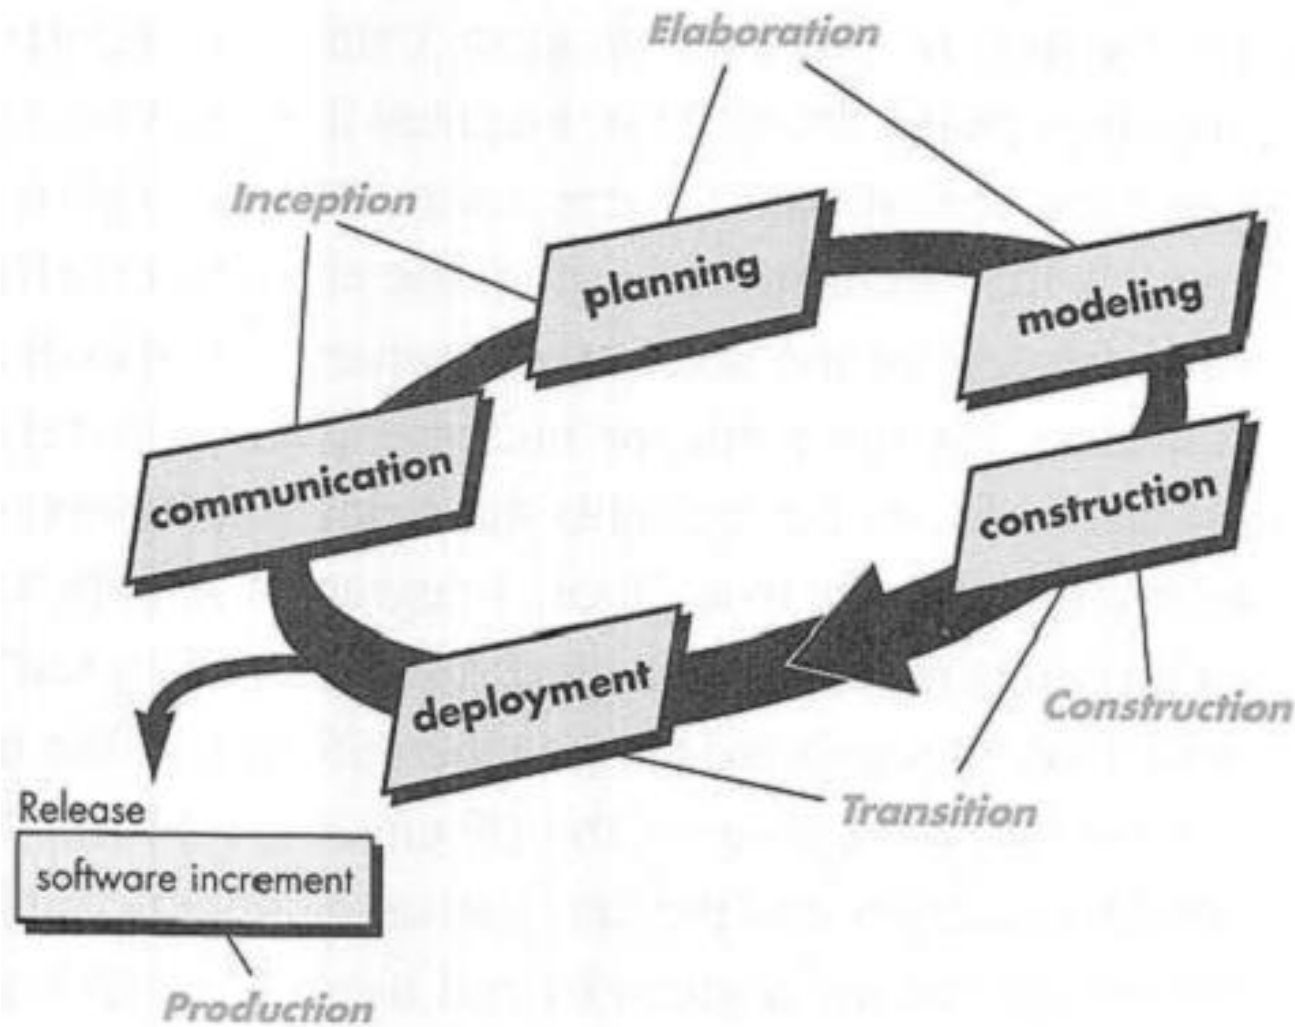 Elaboration
Inception
planning
modeling
communication
construction
deployment
Construction
Transition
Release
software increment
Production